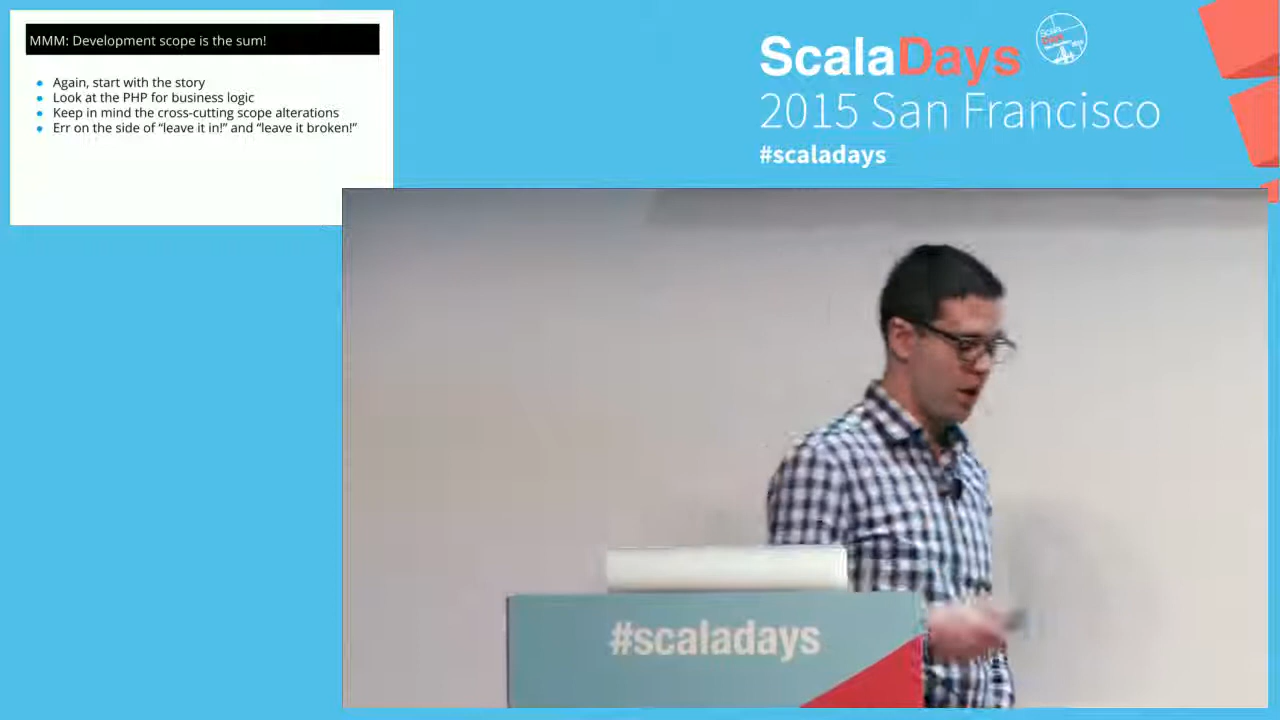 MMM: Development scope is the sum!
Again, start with the story
Look at the PHP for business logic
Keep in mind the cross-cutting scope alterations
Err on the side of “leave it in!” and “leave it broken!”
ScalaDays
2015 San Francisco
#scaladays
#scaladays